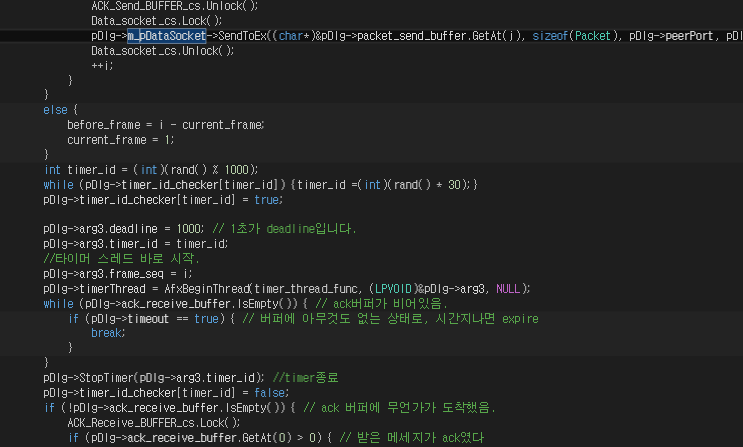 ACK_Send_BUFFER_cs.Unlock();
Data_socket_cs.Lock();
pDlg->m_pDataSocket->SendToEx((char*)&pDlg->packet_send_buffer.GetAt(j), sizeof(Packet), pDlg->peerPort, pDl
Data_socket_cs.Unlock();
++i;
}
}
else {
before_frame = i - current_frame;
current_frame = 1;
}
int timer_id = (int)(rand() % 1000);
while (pDlg->timer_id_checker[timer_id]) {timer_id =(int)(rand() * 30);}
pDlg->timer_id_checker[timer_id] = true;
pDlg->arg3.deadline = 1000; // 1초가 deadline입니다.
pDlg->arg3.timer_id = timer_id;
//타이머 스레드 바로 시작.
pDlg->arg3.frame_seq = i;
pDlg->timerThread = AfxBeginThread(timer_thread_func, (LPVOID)&pDlg->arg3, NULL);
while (pDlg->ack_receive_buffer.IsEmpty()) { // ack버퍼가 비어있음.
if (pDlg->timeout == true) { // 버퍼에 아무것도 없는 상태로, 시간지나면 expire
break;
}
}
pDlg->StopTimer(pDlg->arg3.timer_id); //timer종료
pDlg->timer_id_checker[timer_id] = false;
if (!pDlg->ack_receive_buffer.IsEmpty()) { // ack 버퍼에 무언가가 도착했음.
ACK_Receive_BUFFER_cs.Lock();
if (pDlg->ack_receive_buffer.GetAt(0) > 0) { // 받은 메세지가 ack였다